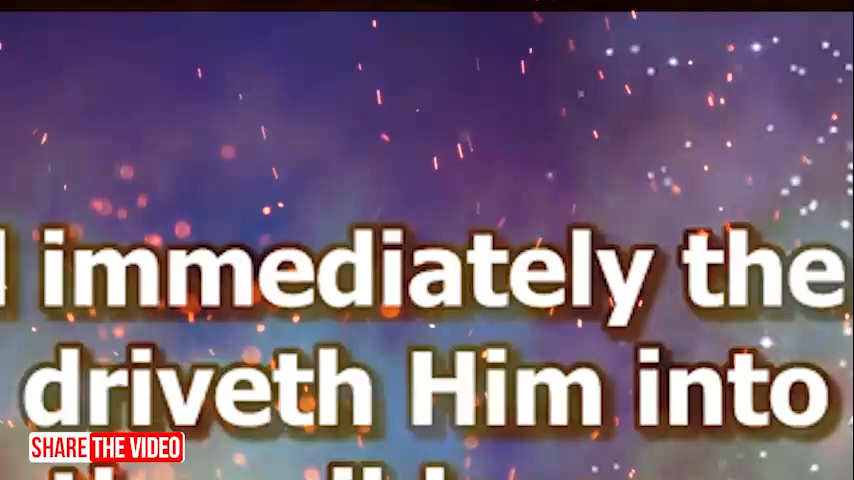 immediately the
driveth Him into
SHARE THE VIDEO